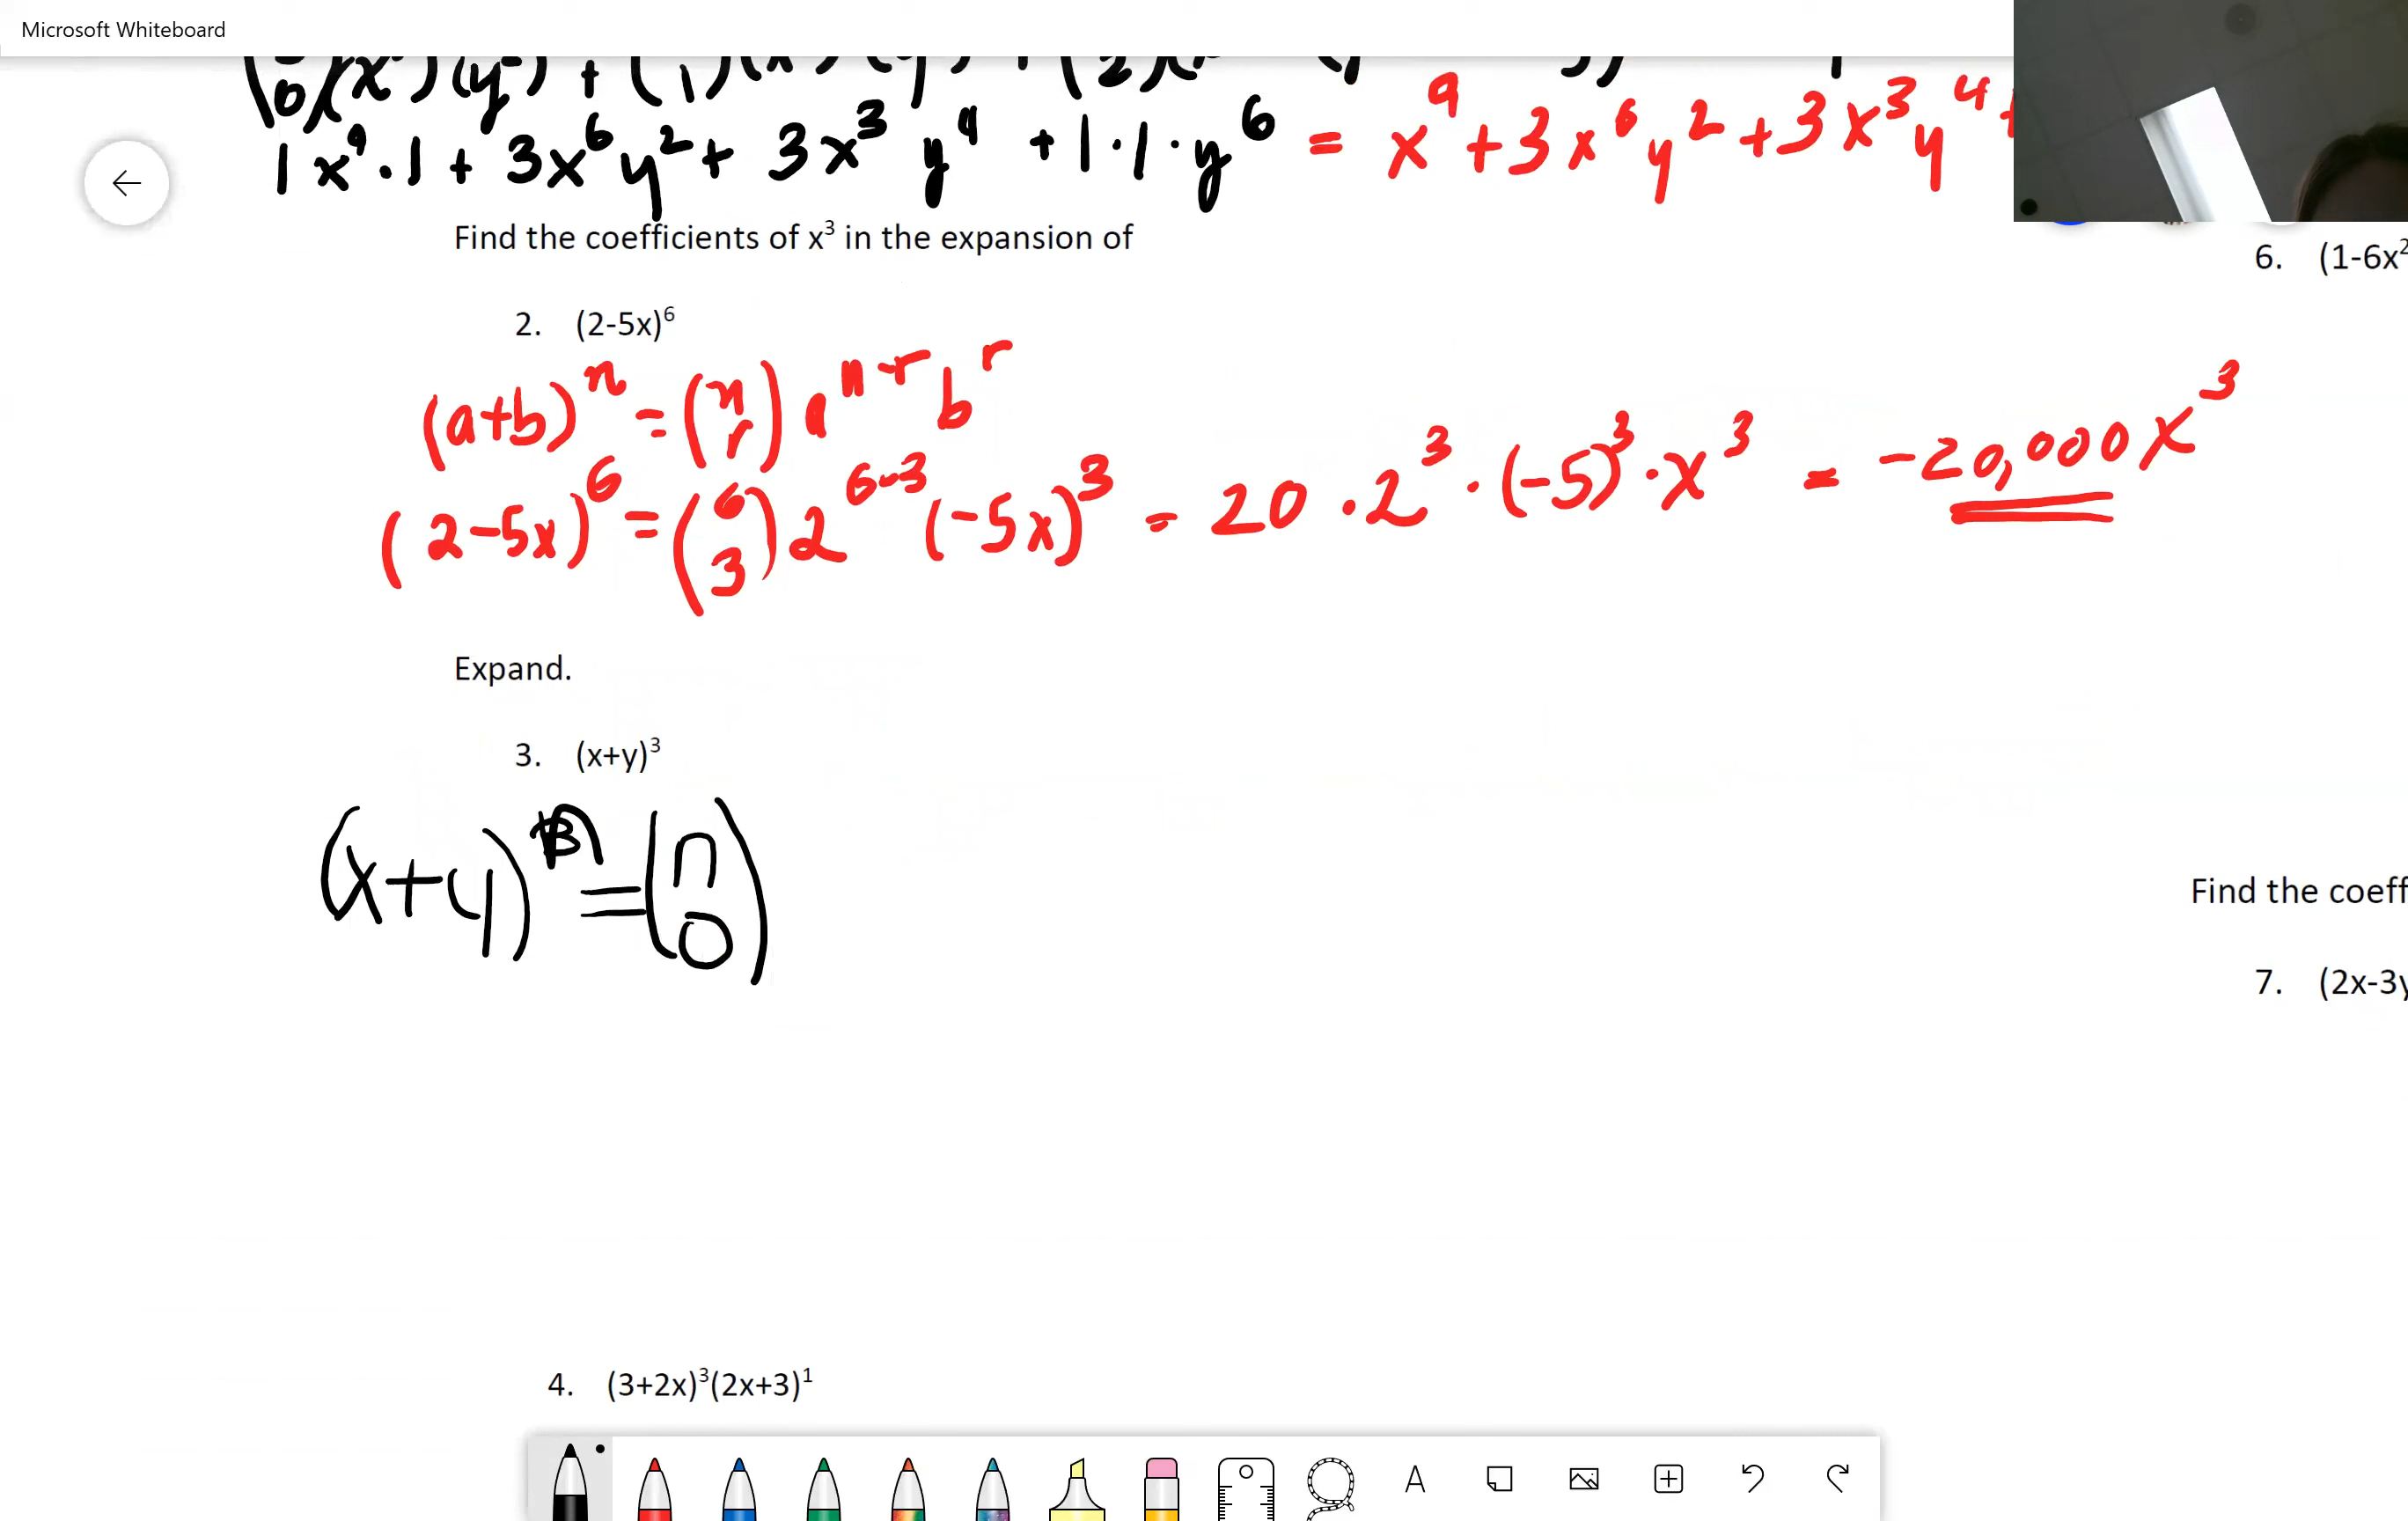 Microsoft Whiteboard
1x⁹·1 + 3x⁶y² + 3x³y⁴ + 1·1·y⁶ = x⁹ + 3x⁶y² + 3x³y⁴
Find the coefficients of x³ in the expansion of
2. (2-5x)⁶
(a+b)ⁿ = (n r) aⁿ⁻ʳ bʳ
(2-5x)⁶ = (6 3) 2⁶⁻³ (-5x)³ = 20 · 2³ · (-5)³ · x³ = -20,000x³
Expand.
3. (x+y)³
(x+y)ⁿ = (n 0)
4. (3+2x)³(2x+3)¹
6. (1-6x²
Find the coeff
7. (2x-3y
A